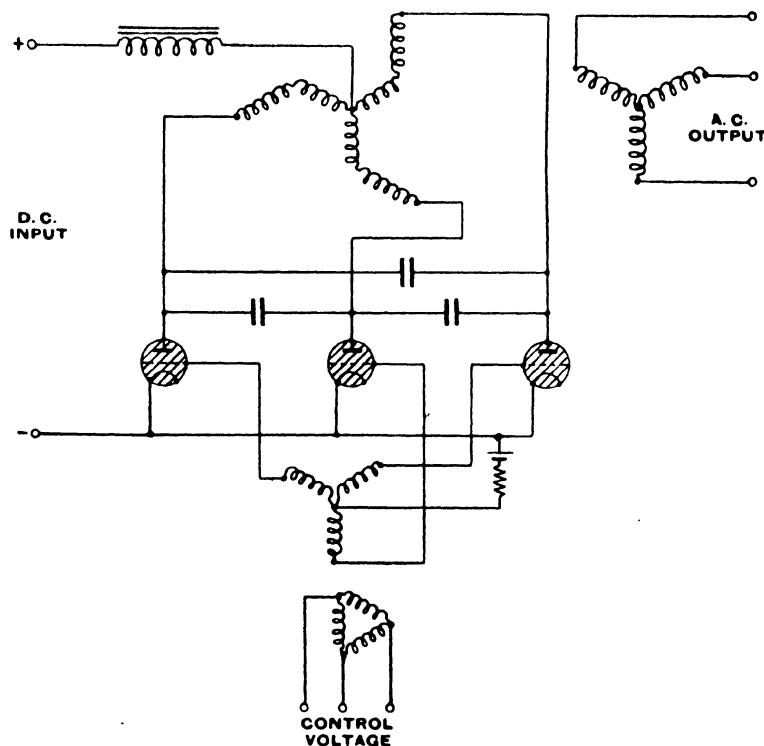 +
A. C.
OUTPUT
D. C.
INPUT
-
CONTROL
VOLTAGE